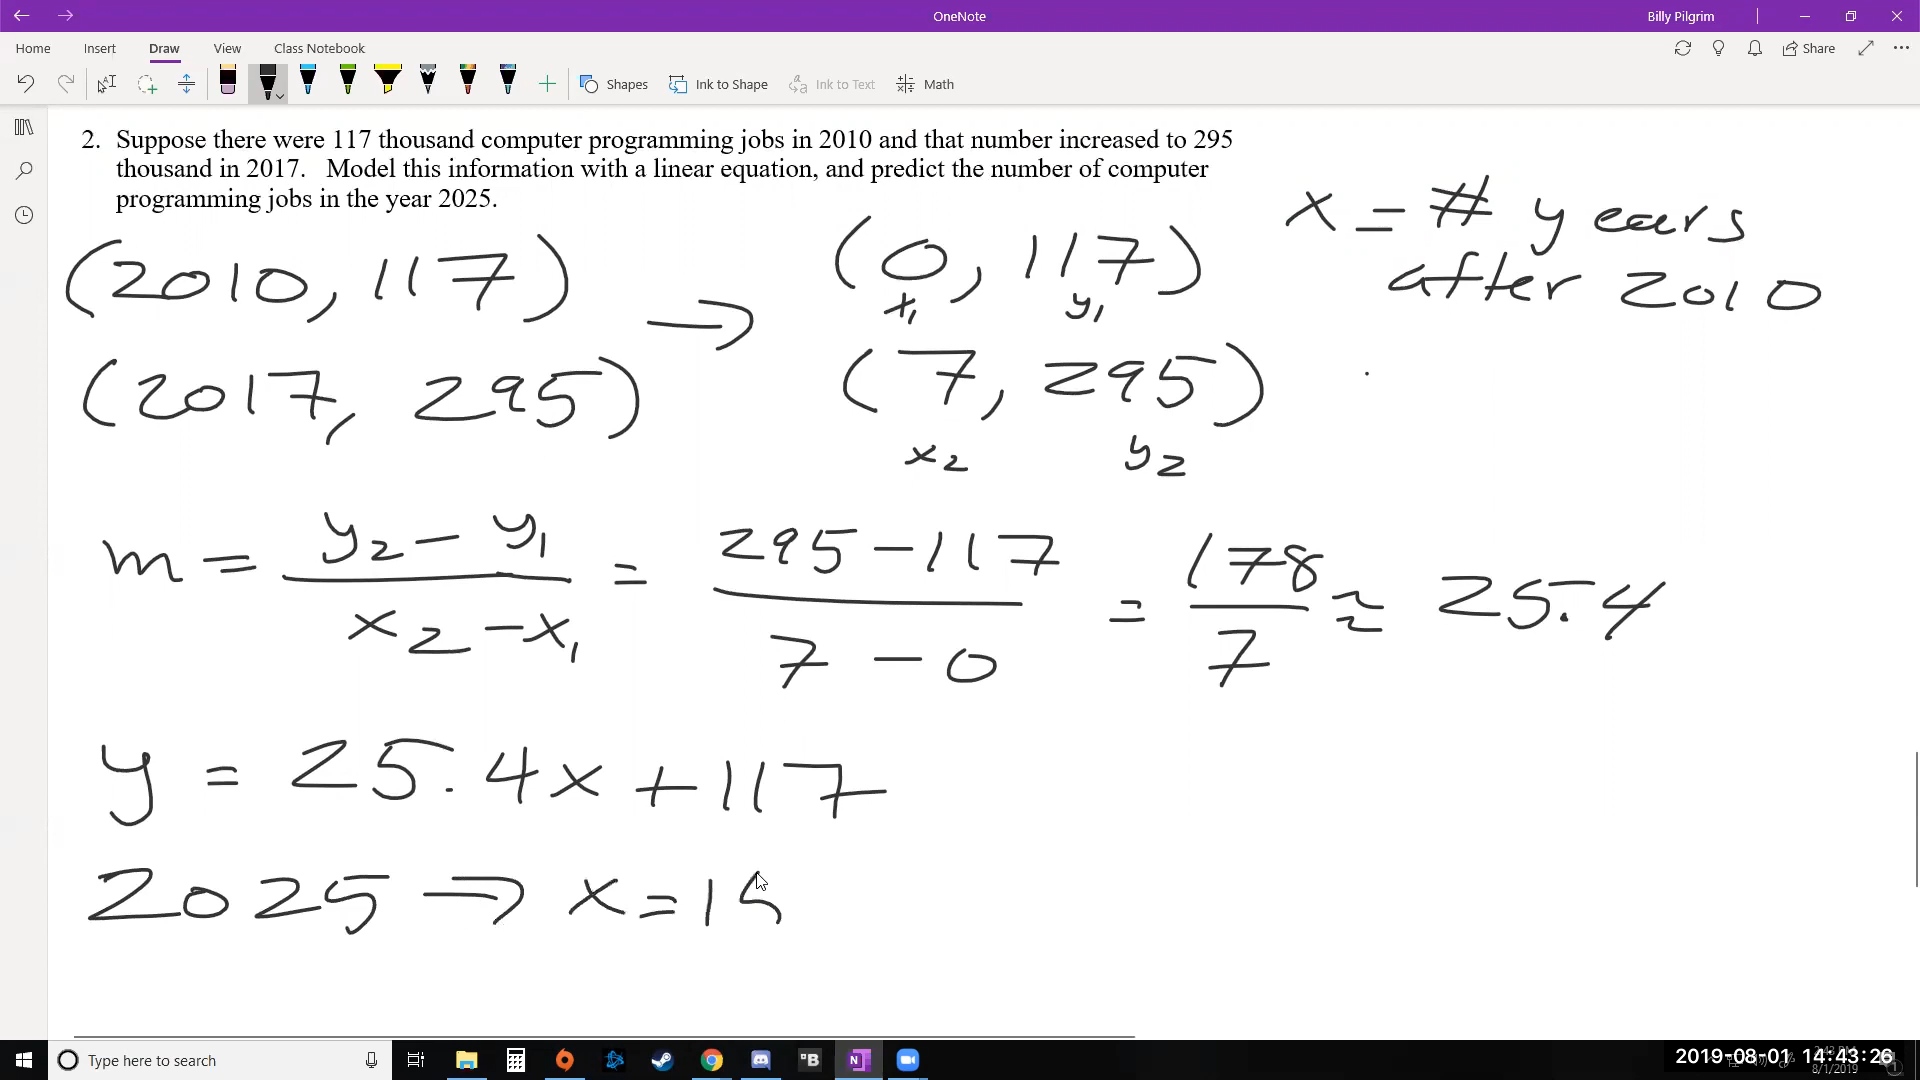 OneNote
Billy Pilgrim
Home Insert Draw View Class Notebook
Share
Shapes Ink to Shape Ink to Text Math
2. Suppose there were 117 thousand computer programming jobs in 2010 and that number increased to 295
thousand in 2017. Model this information with a linear equation, and predict the number of computer
programming jobs in the year 2025.
x = # years
after 2010
(2010, 117) → (0, 117)
x₁ y₁
(2017, 295) (7, 295)
x₂ y₂
m = (y₂ - y₁)/(x₂ - x₁) = (295 - 117)/(7 - 0) = 178/7 ≈ 25.4
y = 25.4x + 117
2025 → x = 15
Type here to search
2019-08-01 14:43:26
8/1/2019